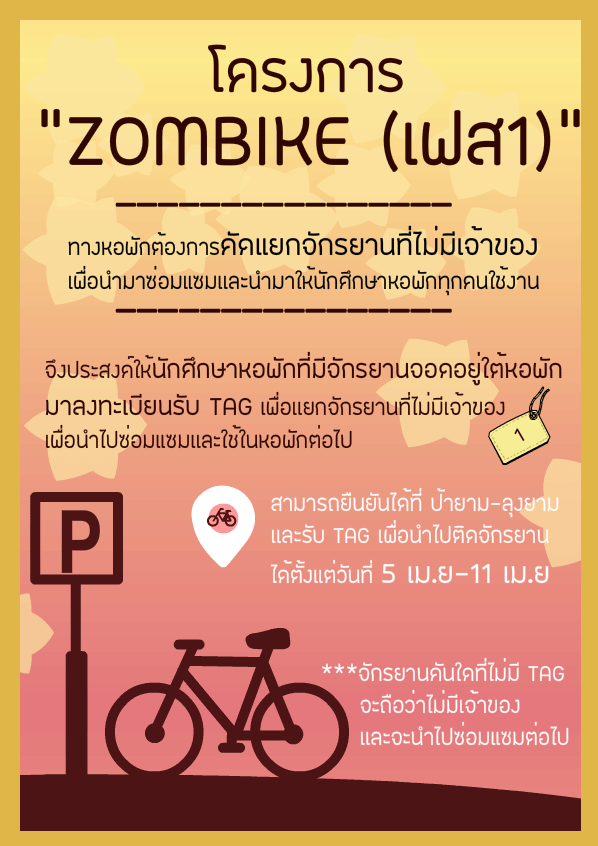 โครงการ
"ZOMBIKE (เฟส1)"
ทางหอพักต้องการคัดแยกจักรยานที่ไม่มีเจ้าของ
เพื่อนำมาซ่อมแซมและนำมาให้นักศึกษาหอพักทุกคนใช้งาน
จึงประสงค์ให้นักศึกษาหอพักที่มีจักรยานจอดอยู่ใต้หอพัก
มาลงทะเบียนรับ TAG เพื่อแยกจักรยานที่ไม่มีเจ้าของ
เพื่อนำไปซ่อมแซมและใช้ในหอพักต่อไป
1
สามารถยืนยันได้ที่ ป้ายาม-ลุงยาม
และรับ TAG เพื่อนำไปติดจักรยาน
ได้ตั้งแต่วันที่ 5 เม.ย-11 เม.ย
P
***จักรยานคันใดที่ไม่มี TAG
จะถือว่าไม่มีเจ้าของ
และจะนำไปซ่อมแซมต่อไป